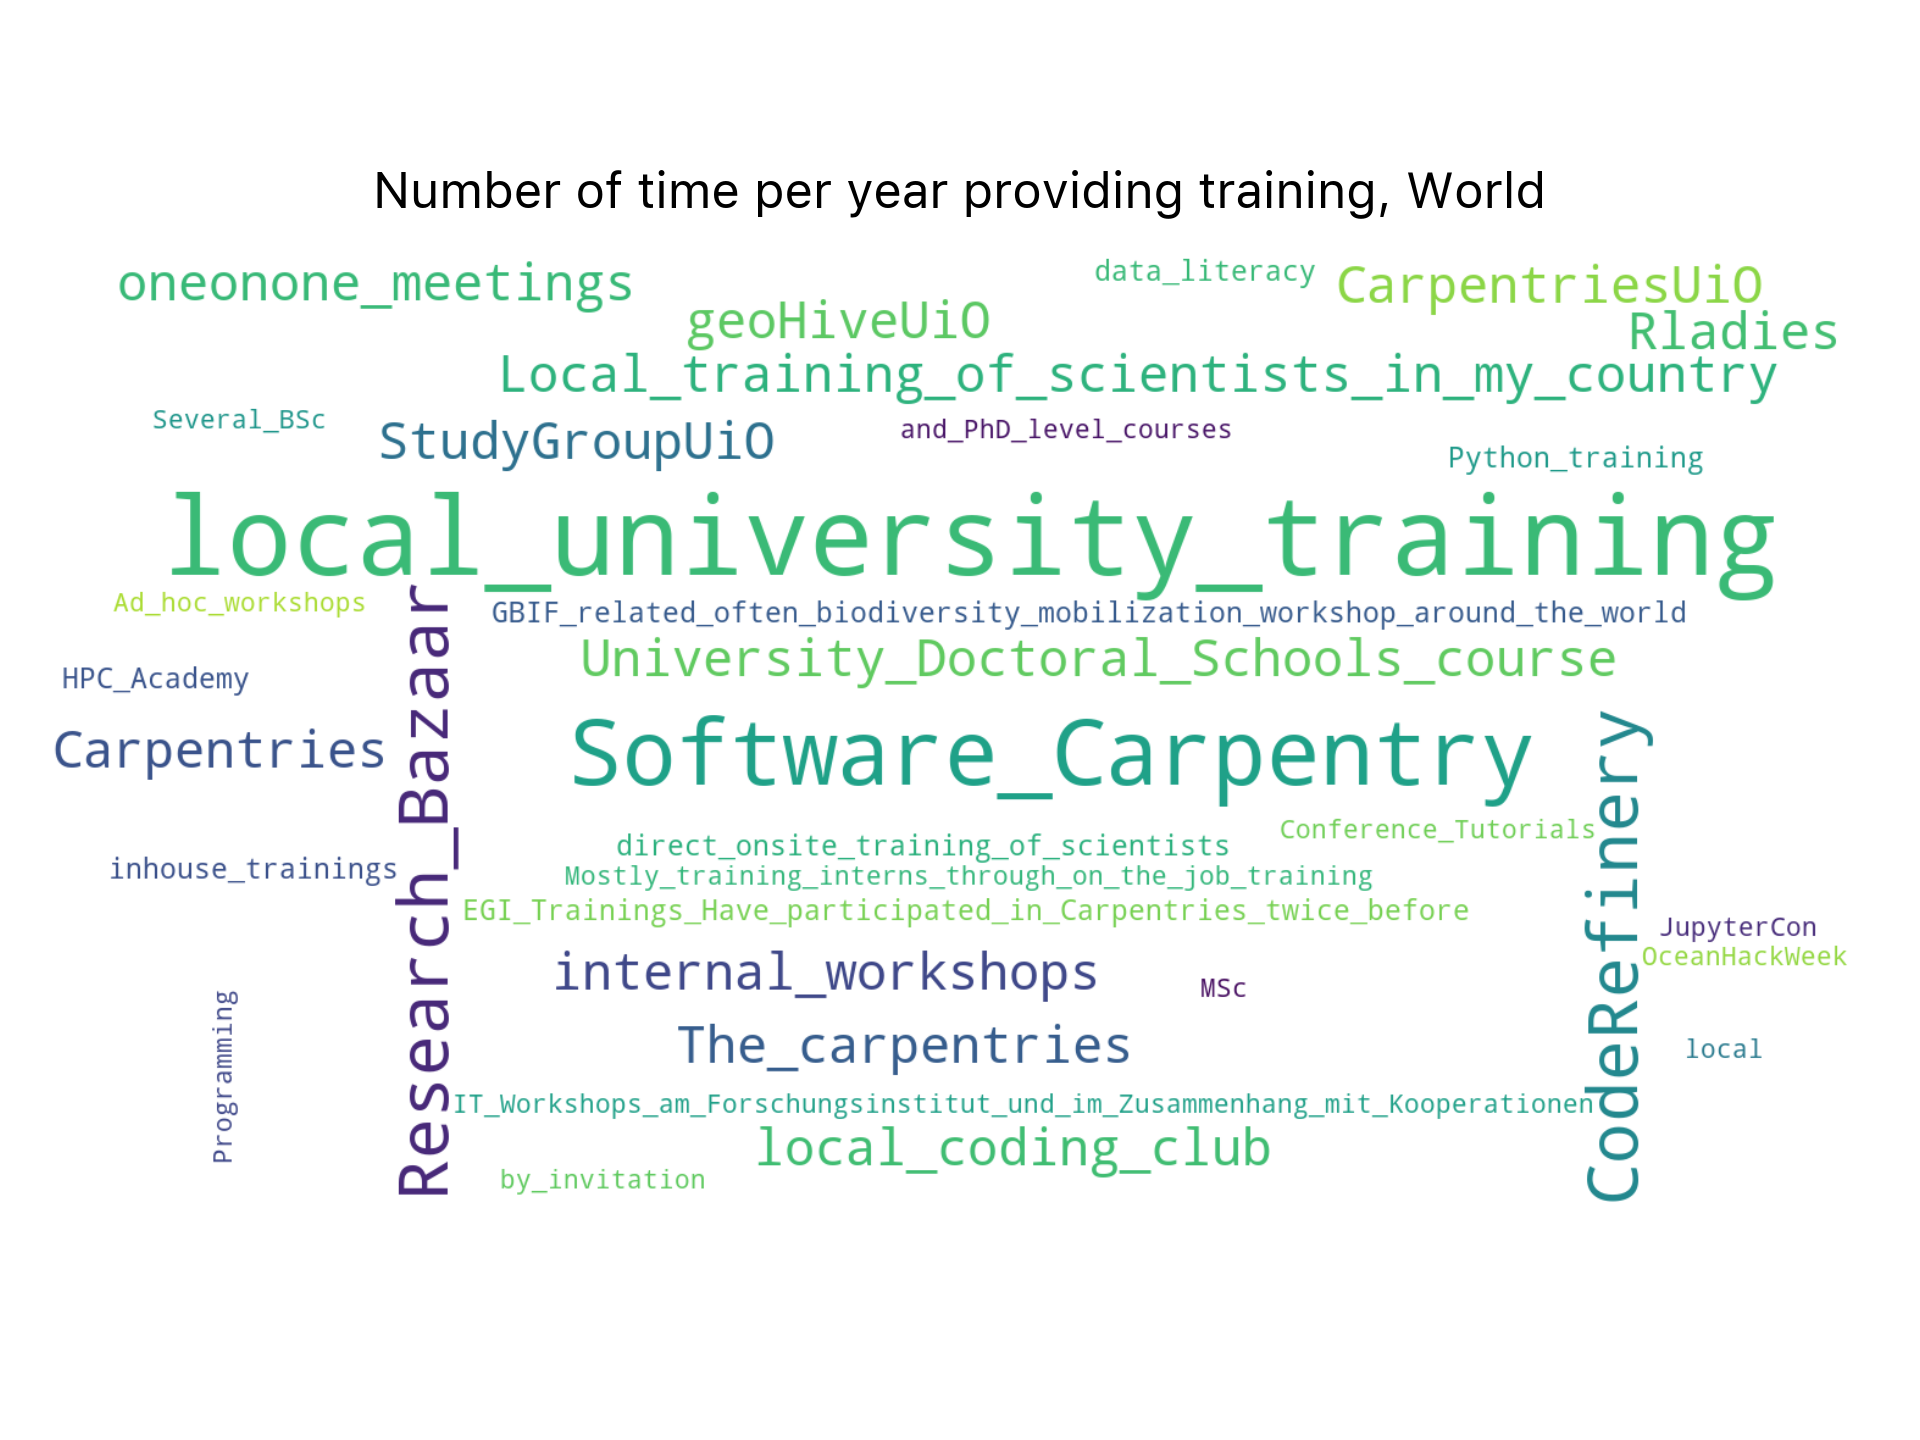 Number of time per year providing training, World
oneonone_meetings
data_literacy
CarpentriesUiO
geoHiveUiO
Rladies
Local_training_of_scientists_in_my_country
Several_BSc
StudyGroupUiO
and_PhD_level_courses
Python_training
local_university_training
Ad_hoc_workshops
GBIF_related_often_biodiversity_mobilization_workshop_around_the_world
University_Doctoral_Schools_course
HPC_Academy
Research_Bazaar
Carpentries
Software_Carpentry
CodeRefinery
Conference_Tutorials
direct_onsite_training_of_scientists
inhouse_trainings
Mostly_training_interns_through_on_the_job_training
EGI_Trainings_Have_participated_in_Carpentries_twice_before
JupyterCon
OceanHackWeek
internal_workshops
MSc
The_carpentries
local
Programming
IT_Workshops_am_Forschungsinstitut_und_im_Zusammenhang_mit_Kooperationen
local_coding_club
by_invitation